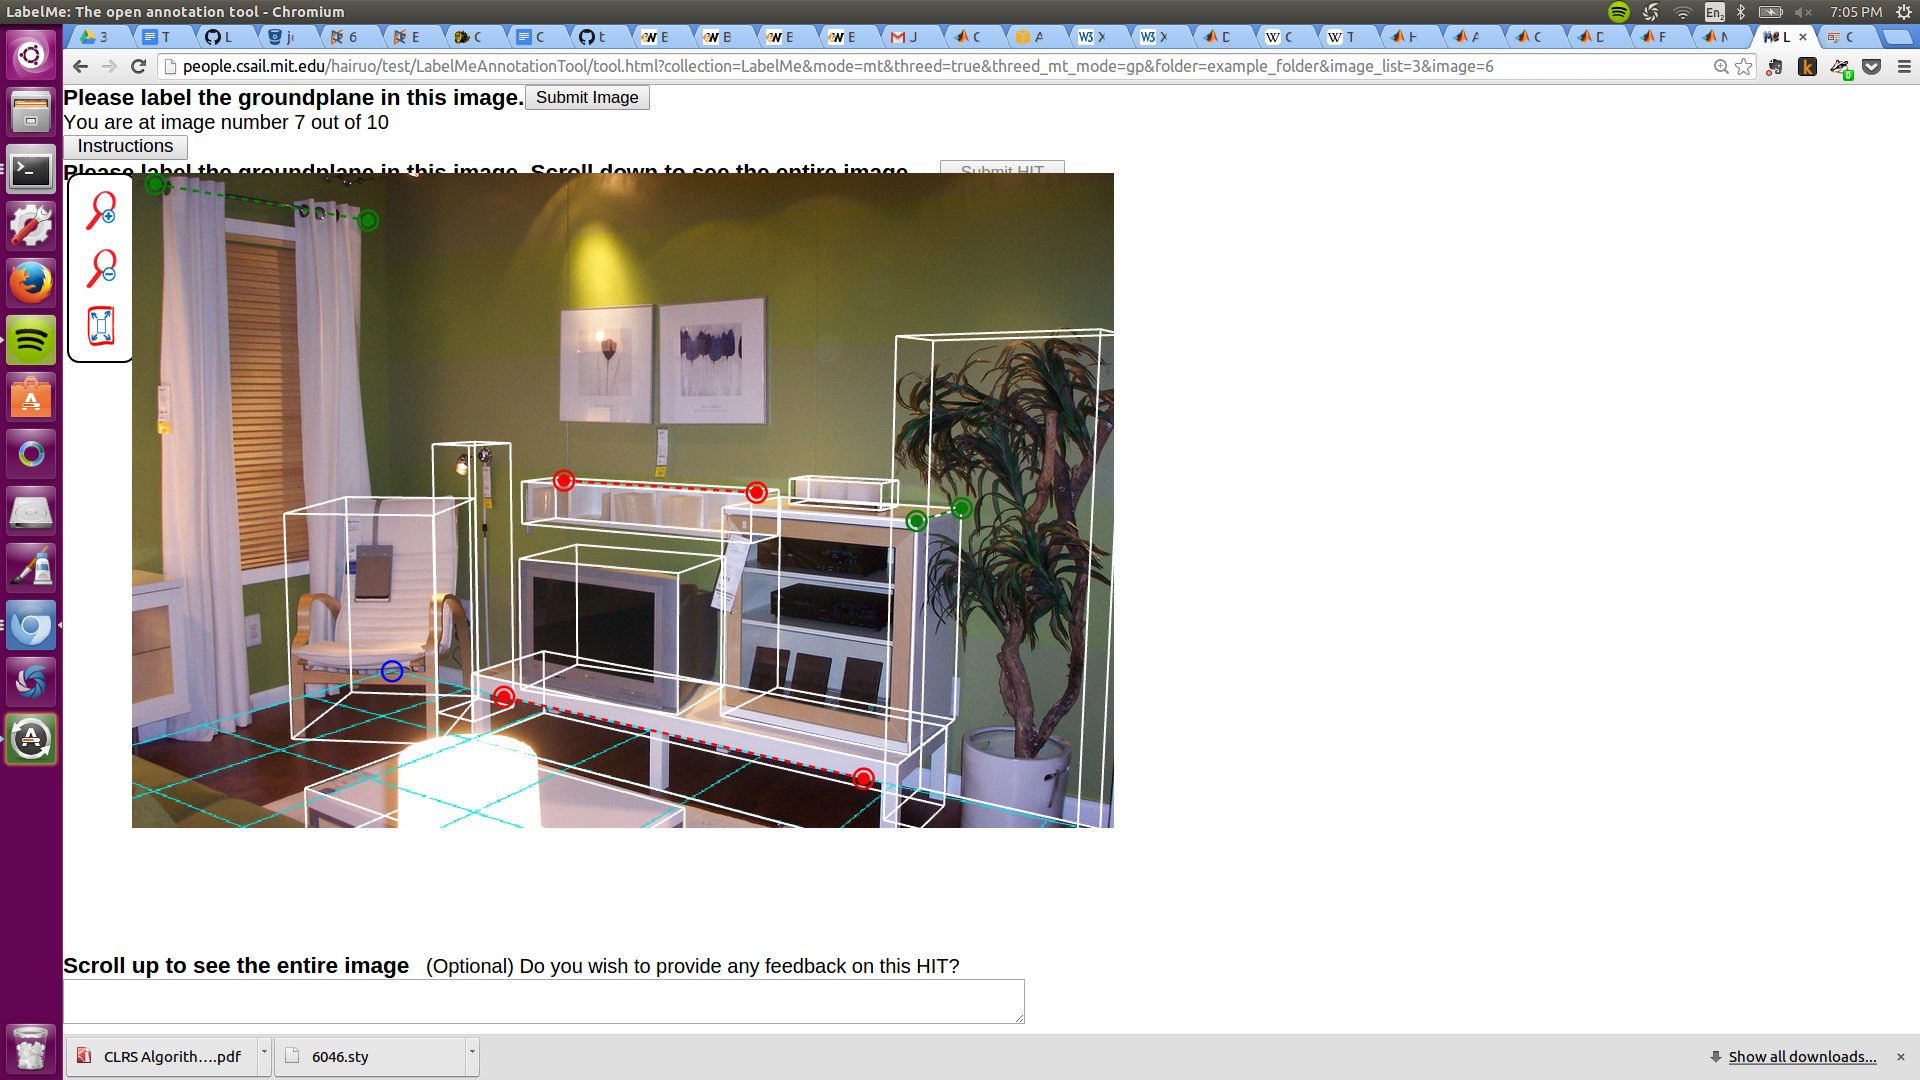 LabelMe: The open annotation tool - Chromium
En2
7:05 PM
3
T
L
6
E
C
C
t
E
B
E
E
J
C
A
X
X
D
C
T
H
A
C
D
F
L
×
C
people.csail.mit.edu/hairuo/test/LabelMeAnnotationTool/tool.html?collection=LabelMe&mode=mt&threed=true&threed_mt_mode=gp&folder=example_folder&image_list=3&image=6
Please label the groundplane in this image. Submit Image
You are at image number 7 out of 10
Instructions
Please label the groundplane in this image. Scroll down to see the entire image. Submit HIT
Scroll up to see the entire image (Optional) Do you wish to provide any feedback on this HIT?
CLRS Algorith....pdf
6046.sty
Show all downloads...
×